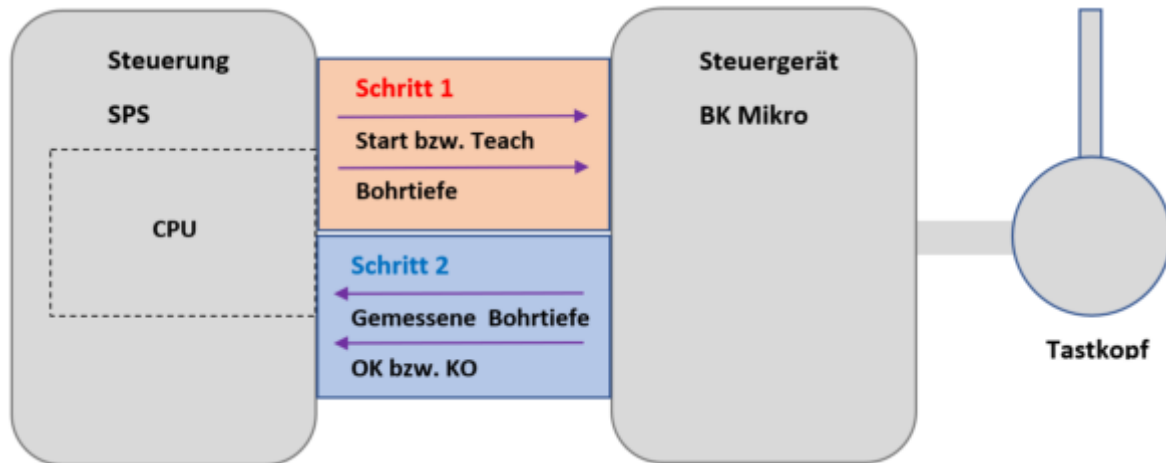 Steuerung
SPS
CPU
Schritt 1
Start bzw. Teach
Bohrtiefe
Schritt 2
Gemessene Bohrtiefe
OK bzw. KO
Steuergerät
BK Mikro
Tastkopf